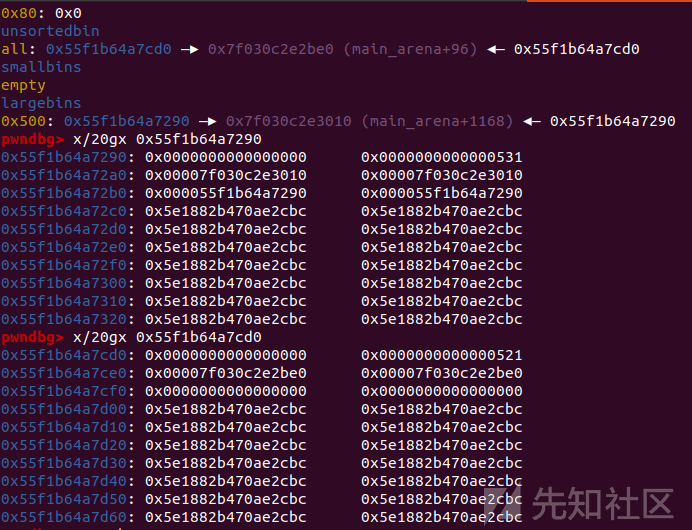 0x80: 0x0
unsortedbin
all: 0x55f1b64a7cd0 —▸ 0x7f030c2e2be0 (main_arena+96) ◂— 0x55f1b64a7cd0
smallbins
empty
largebins
0x500: 0x55f1b64a7290 —▸ 0x7f030c2e3010 (main_arena+1168) ◂— 0x55f1b64a7290
pwndbg> x/20gx 0x55f1b64a7290
0x55f1b64a7290: 0x0000000000000000 0x0000000000000531
0x55f1b64a72a0: 0x00007f030c2e3010 0x00007f030c2e3010
0x55f1b64a72b0: 0x000055f1b64a7290 0x000055f1b64a7290
0x55f1b64a72c0: 0x5e1882b470ae2cbc 0x5e1882b470ae2cbc
0x55f1b64a72d0: 0x5e1882b470ae2cbc 0x5e1882b470ae2cbc
0x55f1b64a72e0: 0x5e1882b470ae2cbc 0x5e1882b470ae2cbc
0x55f1b64a72f0: 0x5e1882b470ae2cbc 0x5e1882b470ae2cbc
0x55f1b64a7300: 0x5e1882b470ae2cbc 0x5e1882b470ae2cbc
0x55f1b64a7310: 0x5e1882b470ae2cbc 0x5e1882b470ae2cbc
0x55f1b64a7320: 0x5e1882b470ae2cbc 0x5e1882b470ae2cbc
pwndbg> x/20gx 0x55f1b64a7cd0
0x55f1b64a7cd0: 0x0000000000000000 0x0000000000000521
0x55f1b64a7ce0: 0x00007f030c2e2be0 0x00007f030c2e2be0
0x55f1b64a7cf0: 0x0000000000000000 0x0000000000000000
0x55f1b64a7d00: 0x5e1882b470ae2cbc 0x5e1882b470ae2cbc
0x55f1b64a7d10: 0x5e1882b470ae2cbc 0x5e1882b470ae2cbc
0x55f1b64a7d20: 0x5e1882b470ae2cbc 0x5e1882b470ae2cbc
0x55f1b64a7d30: 0x5e1882b470ae2cbc 0x5e1882b470ae2cbc
0x55f1b64a7d40: 0x5e1882b470ae2cbc 0x5e1882b470ae2cbc
0x55f1b64a7d50: 0x5e1882b470ae2cbc 0x5e1882b470ae2cbc
0x55f1b64a7d60: 0x5e1882b470ae2cbc 0x5e1882b470ae2cbc
先知社区